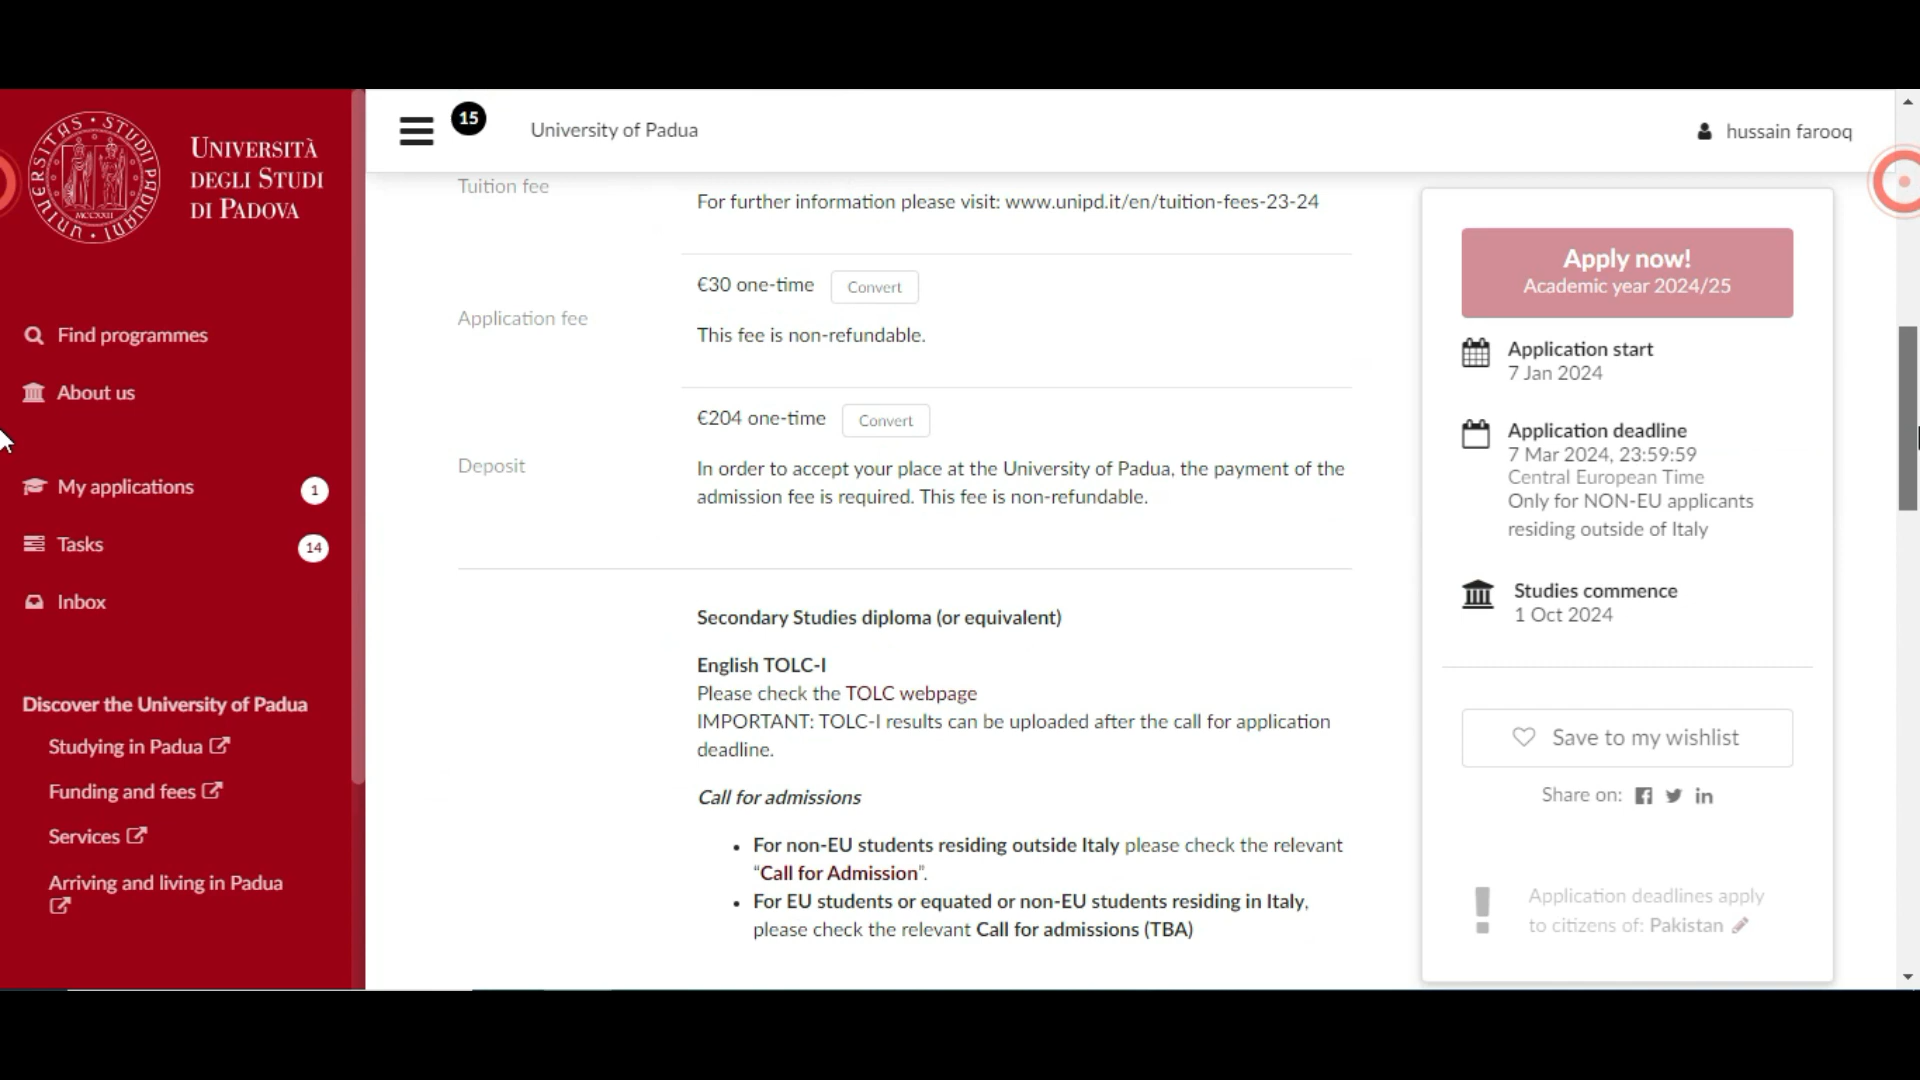 UNIVERSITAS STUDII PADUANI
MCCXXII
UNIVERSITÀ
DEGLI STUDI
DI PADOVA
15
University of Padua
hussain farooq
Find programmes
About us
My applications
1
Tasks
14
Inbox
Discover the University of Padua
Studying in Padua
Funding and fees
Services
Arriving and living in Padua
Tuition fee
For further information please visit: www.unipd.it/en/tuition-fees-23-24
Application fee
€30 one-time
Convert
This fee is non-refundable.
Deposit
€204 one-time
Convert
In order to accept your place at the University of Padua, the payment of the
admission fee is required. This fee is non-refundable.
Secondary Studies diploma (or equivalent)
English TOLC-I
Please check the TOLC webpage
IMPORTANT: TOLC-I results can be uploaded after the call for application
deadline.
Call for admissions
• For non-EU students residing outside Italy please check the relevant
“Call for Admission”.
• For EU students or equated or non-EU students residing in Italy,
please check the relevant Call for admissions (TBA)
Apply now!
Academic year 2024/25
Application start
7 Jan 2024
Application deadline
7 Mar 2024, 23:59:59
Central European Time
Only for NON-EU applicants
residing outside of Italy
Studies commence
1 Oct 2024
Save to my wishlist
Share on:
Application deadlines apply
to citizens of: Pakistan